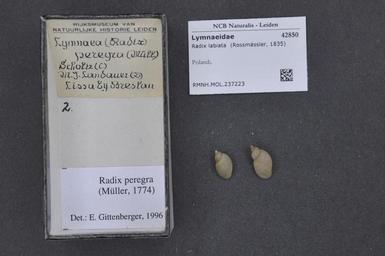 RIJKSMUSEUM VAN
NATUURLIJKE HISTORIE LEIDEN
Lymnaea (Radix)
peregra (Müll)
2.
Radix peregra
(Müller, 1774)
Det.: E. Gittenberger, 1996
NCB Naturalis - Leiden
Lymnaeidae 42850
Radix labiata (Rossmässler, 1835)
Poland,
RMNH.MOL.237223